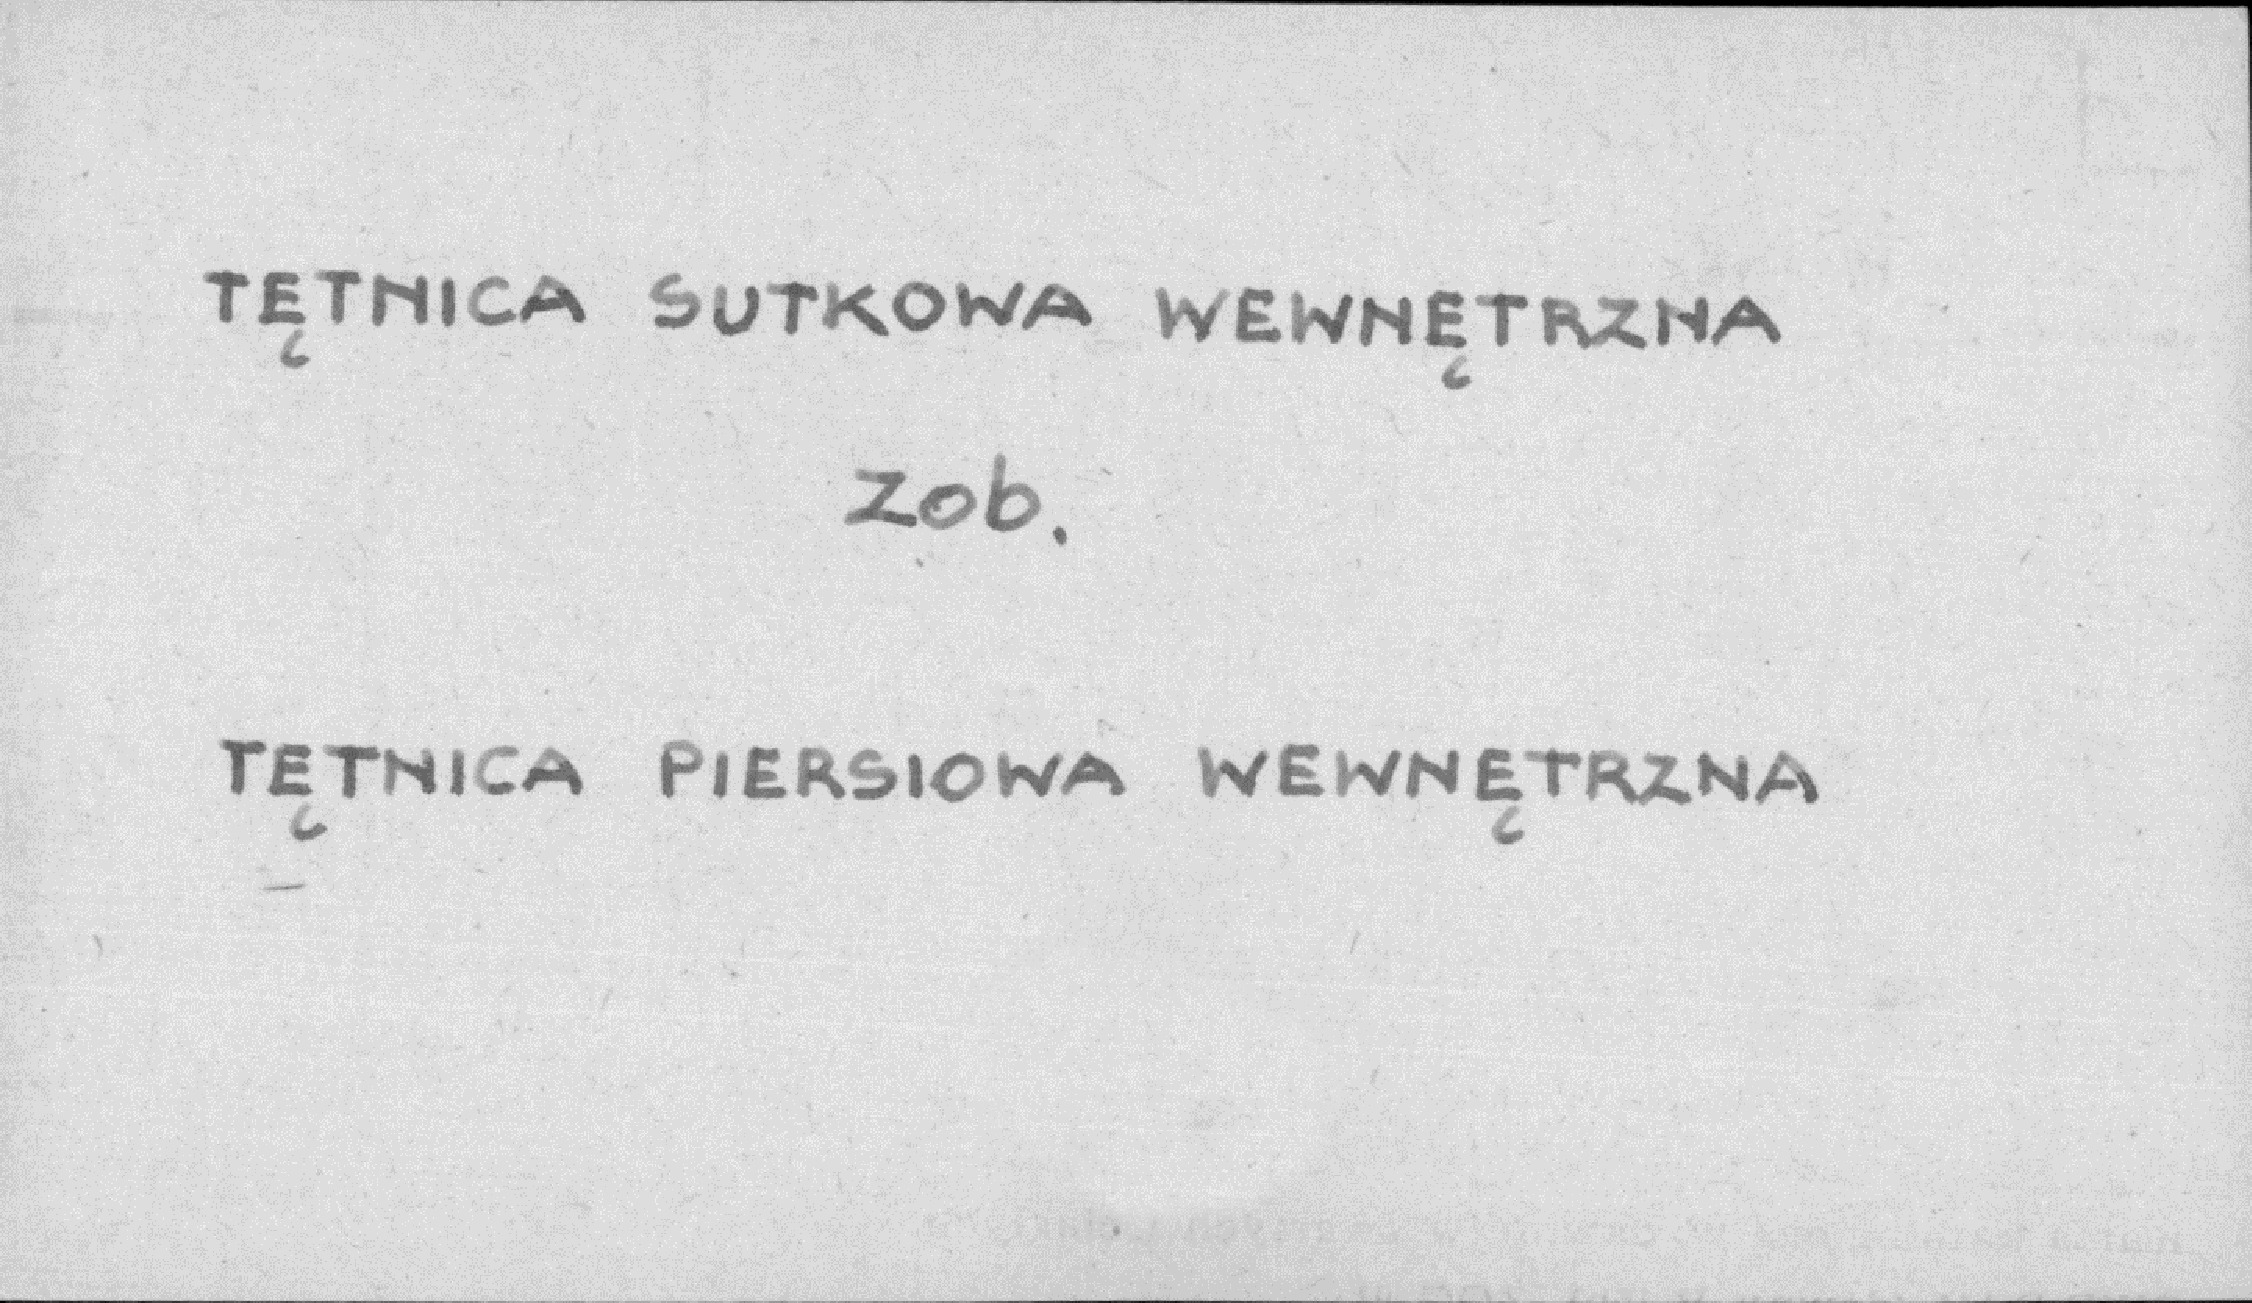 TĘTNICA SUTKOWA WEWNĘTRZNA
Zob.
TĘTNICA PIERSIOWA WEWNĘTRZNA